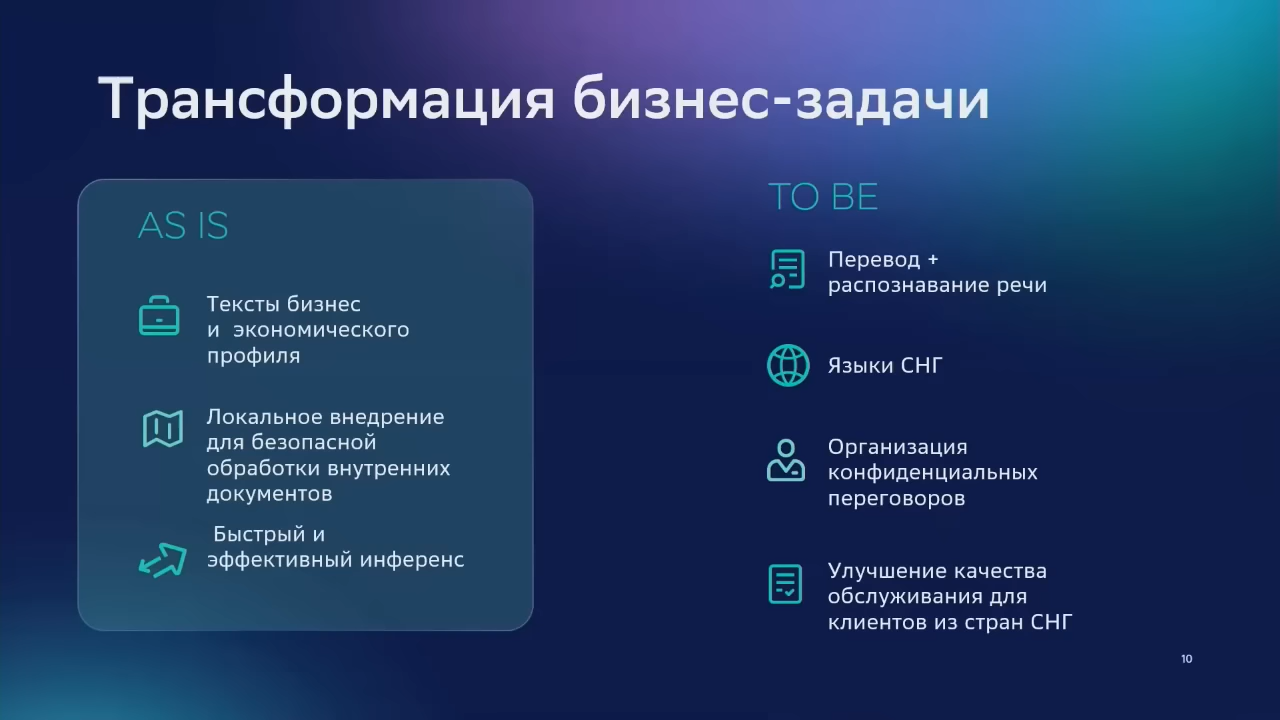 Трансформация бизнес-задачи
AS IS
Тексты бизнес
и экономического
профиля
Локальное внедрение
для безопасной
обработки внутренних
документов
Быстрый и
эффективный инференс
TO BE
Перевод +
распознавание речи
Языки СНГ
Организация
конфиденциальных
переговоров
Улучшение качества
обслуживания для
клиентов из стран СНГ
10